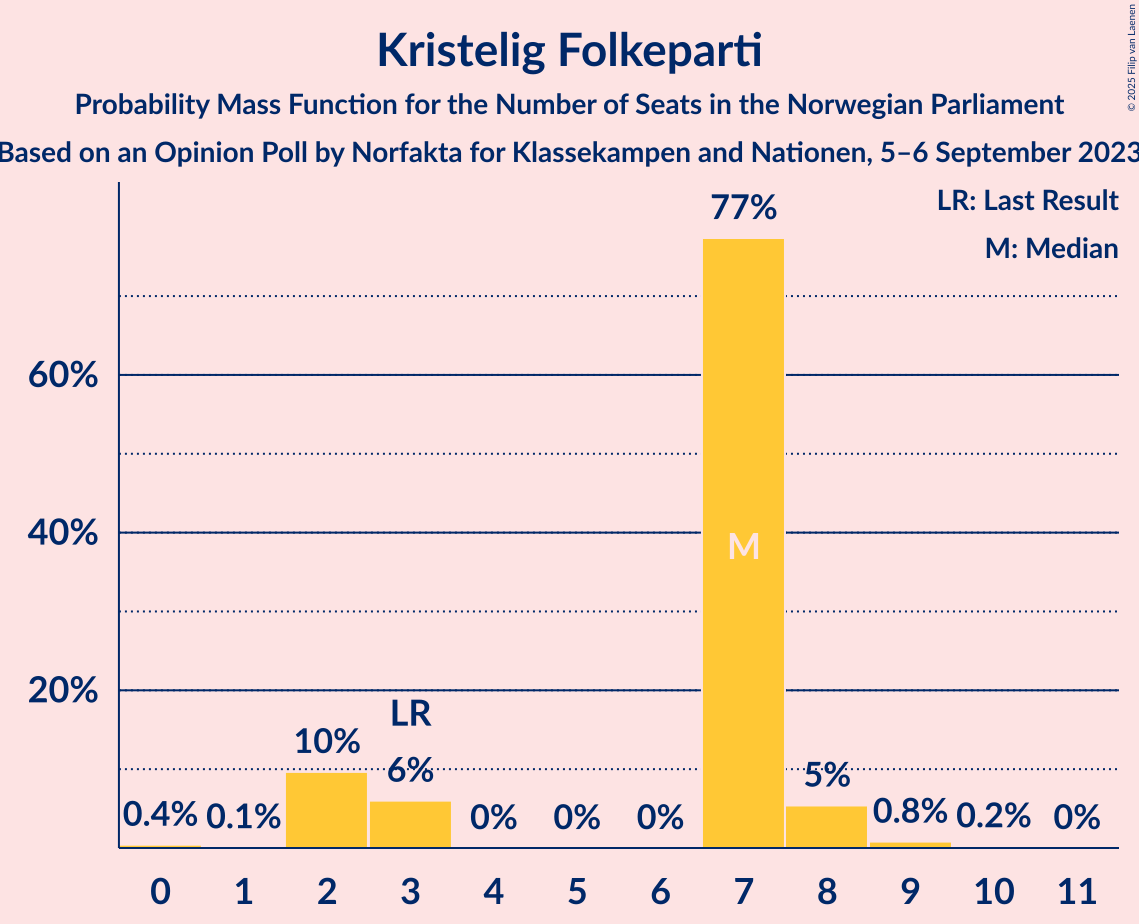 Kristelig Folkeparti
Probability Mass Function for the Number of Seats in the Norwegian Parliament
Based on an Opinion Poll by Norfakta for Klassekampen and Nationen, 5–6 September 2023
© 2025 Filip van Laenen
LR: Last Result
M: Median
77%
60%
40%
M
20%
LR
10%
6%
5%
0.4%
0.1%
0%
0%
0%
0.8%
0.2%
0%
0 1 2 3 4 5 6 7 8 9 10 11